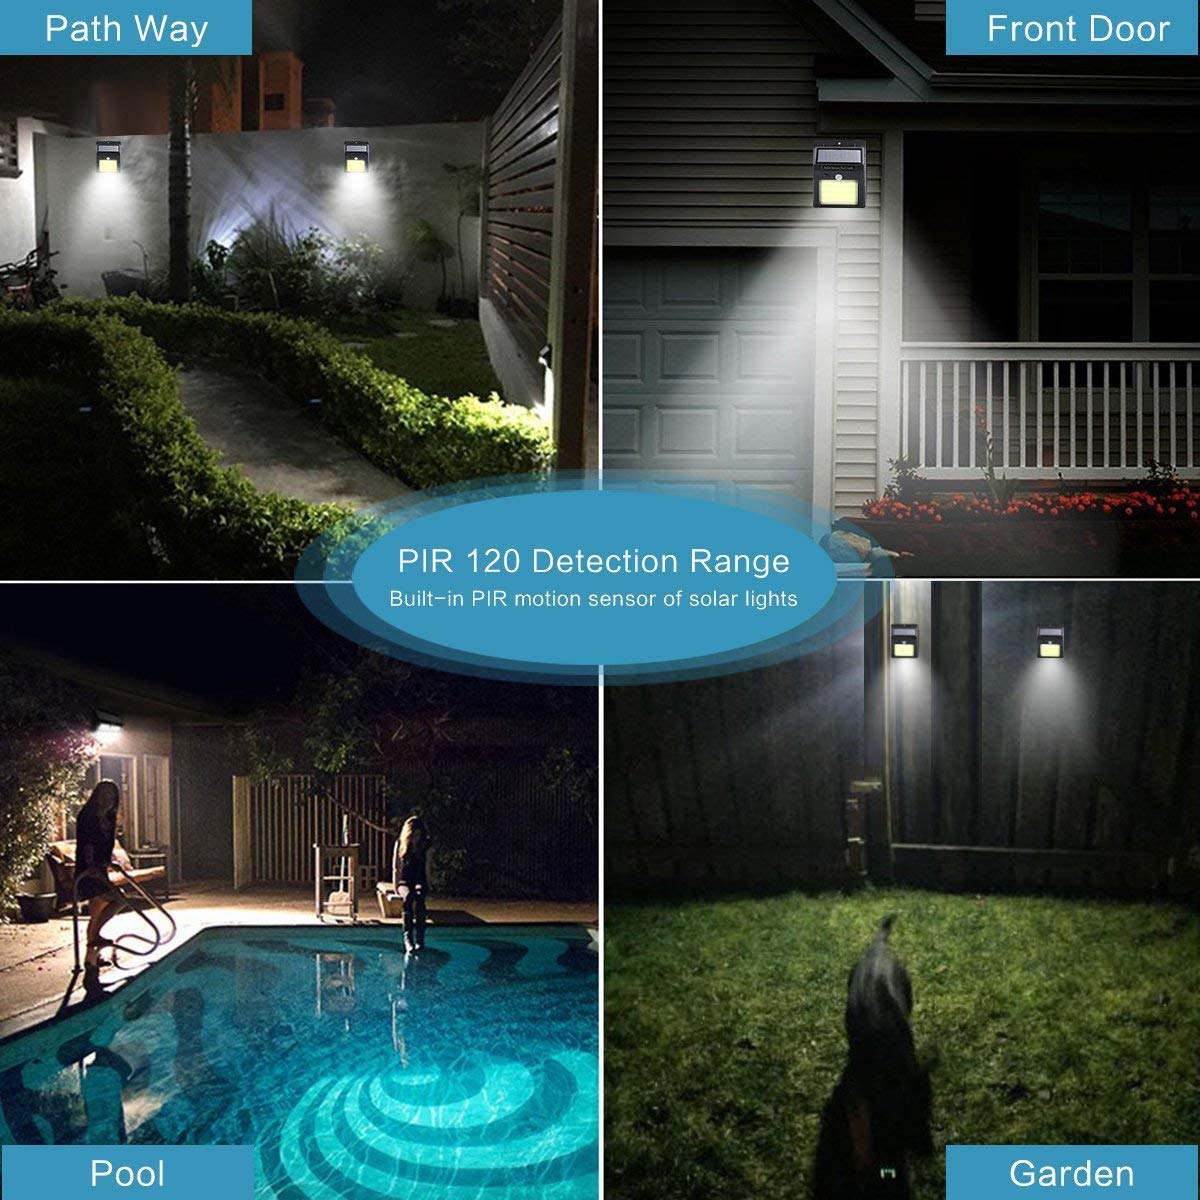 Path Way
Front Door
PIR 120 Detection Range
Built-in PIR motion sensor of solar lights
Pool
Garden